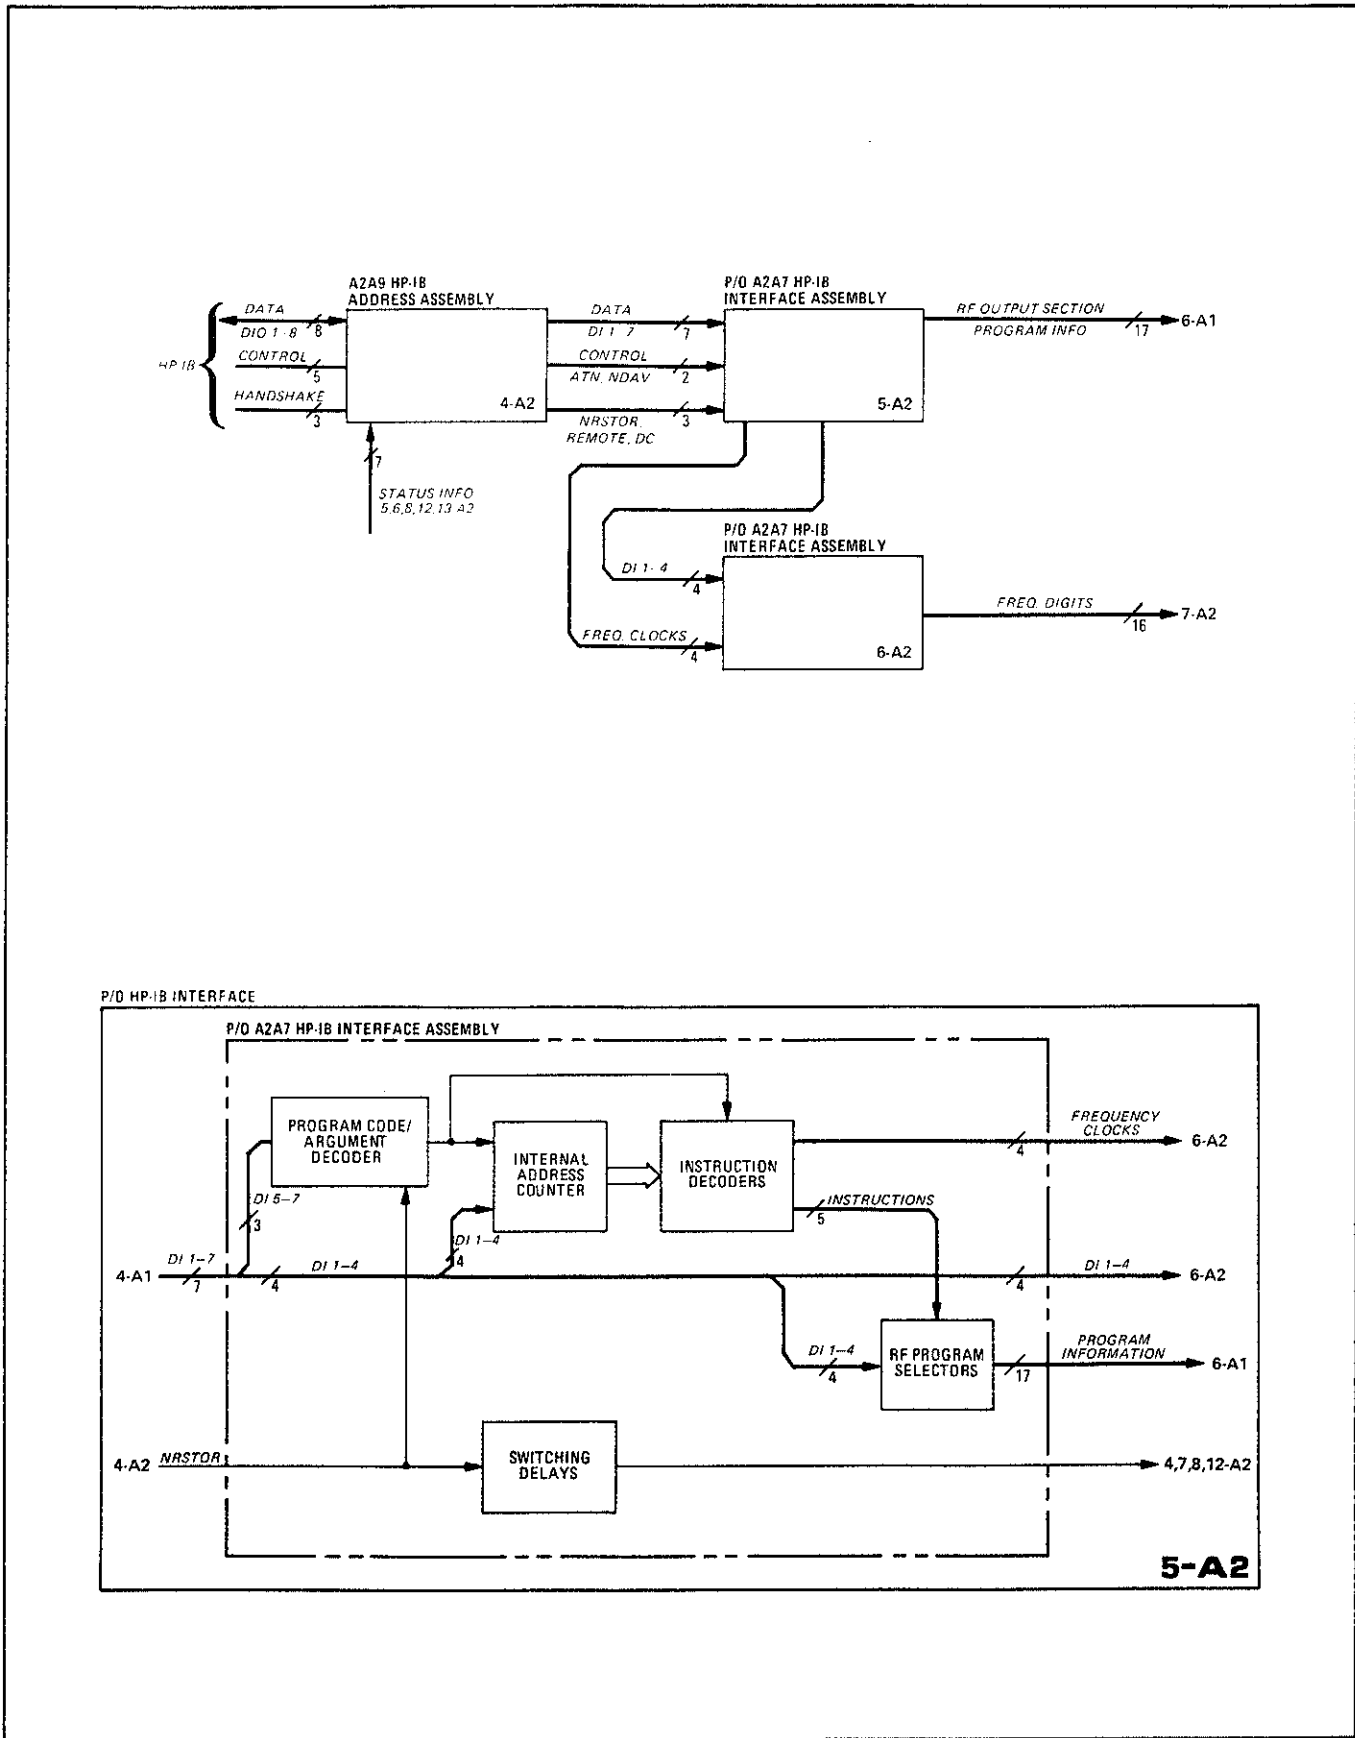 A2A9 HP-IB
ADDRESS ASSEMBLY
P/O A2A7 HP-IB
INTERFACE ASSEMBLY
HP-IB
DATA
DIO 1-8
8
CONTROL
5
HANDSHAKE
3
4-A2
7
STATUS INFO
5,6,8,12,13 A2
DATA
DI 1-7
7
CONTROL
ATN, NDAV
2
NRSTOR,
REMOTE, DC
3
5-A2
RF OUTPUT SECTION
PROGRAM INFO
17
6-A1
P/O A2A7 HP-IB
INTERFACE ASSEMBLY
DI 1-4
4
FREQ. CLOCKS
4
6-A2
FREQ. DIGITS
16
7-A2
P/O HP-IB INTERFACE
P/O A2A7 HP-IB INTERFACE ASSEMBLY
PROGRAM CODE/
ARGUMENT
DECODER
INTERNAL
ADDRESS
COUNTER
INSTRUCTION
DECODERS
FREQUENCY
CLOCKS
4
6-A2
INSTRUCTIONS
5
DI 5-7
3
DI 1-4
4
4-A1
DI 1-7
7
DI 1-4
4
4
DI 1-4
6-A2
DI 1-4
4
RF PROGRAM
SELECTORS
17
PROGRAM
INFORMATION
6-A1
4-A2
NRSTOR
SWITCHING
DELAYS
4,7,8,12-A2
5-A2